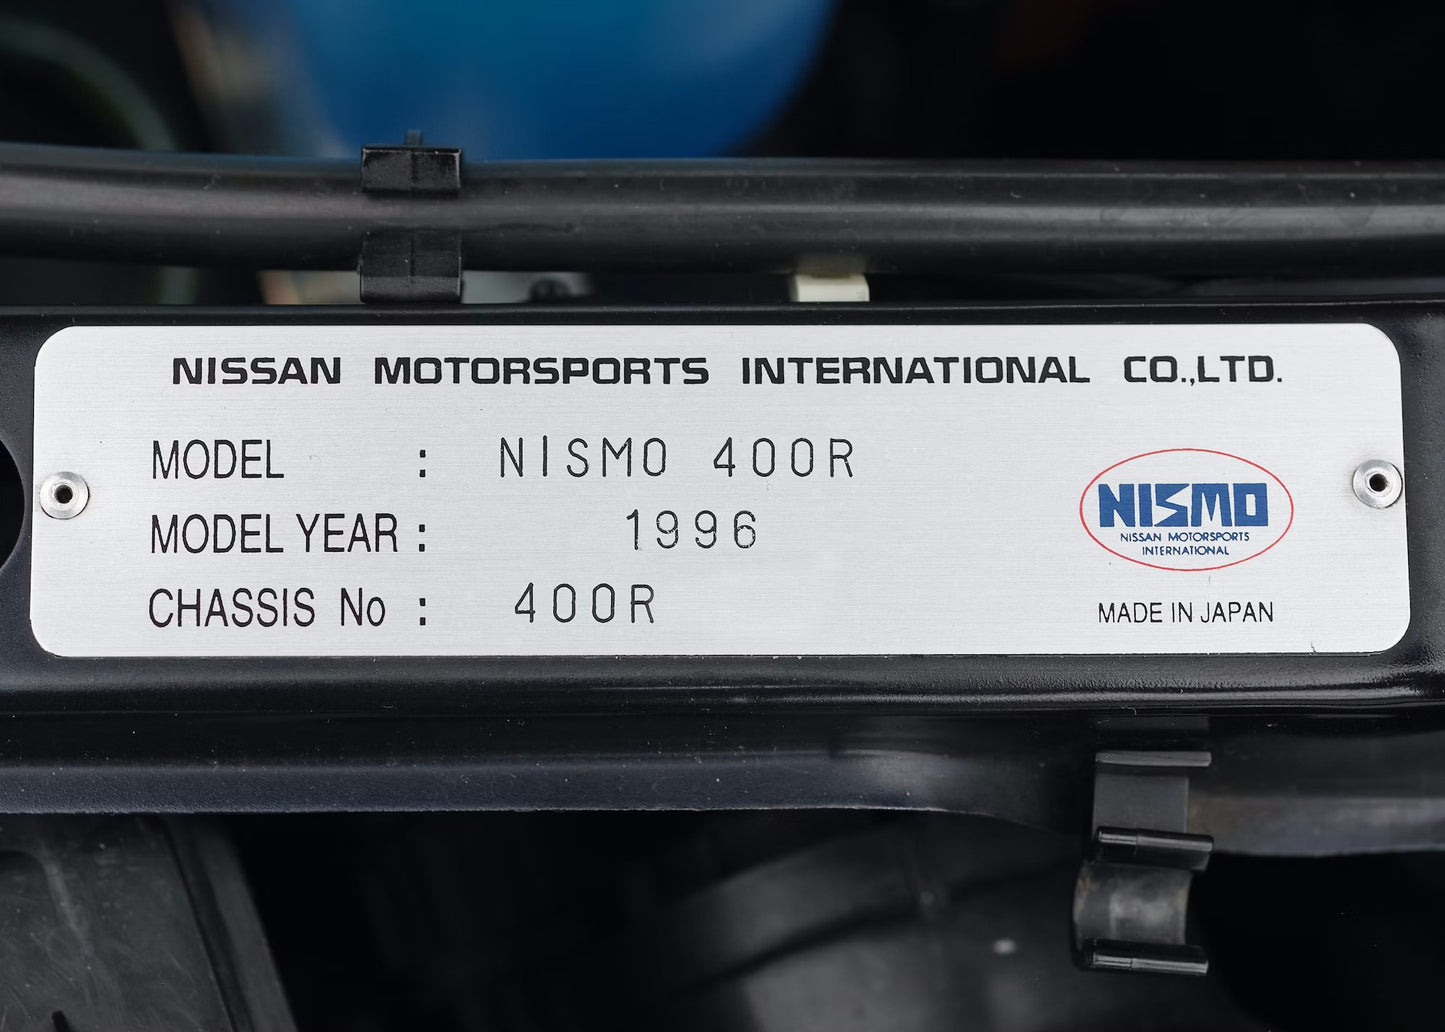 NISSAN MOTORSPORTS INTERNATIONAL CO.,LTD.
MODEL : NISMO 400R
MODEL YEAR : 1996
CHASSIS No : 400R
NISMO
NISSAN MOTORSPORTS
INTERNATIONAL
MADE IN JAPAN